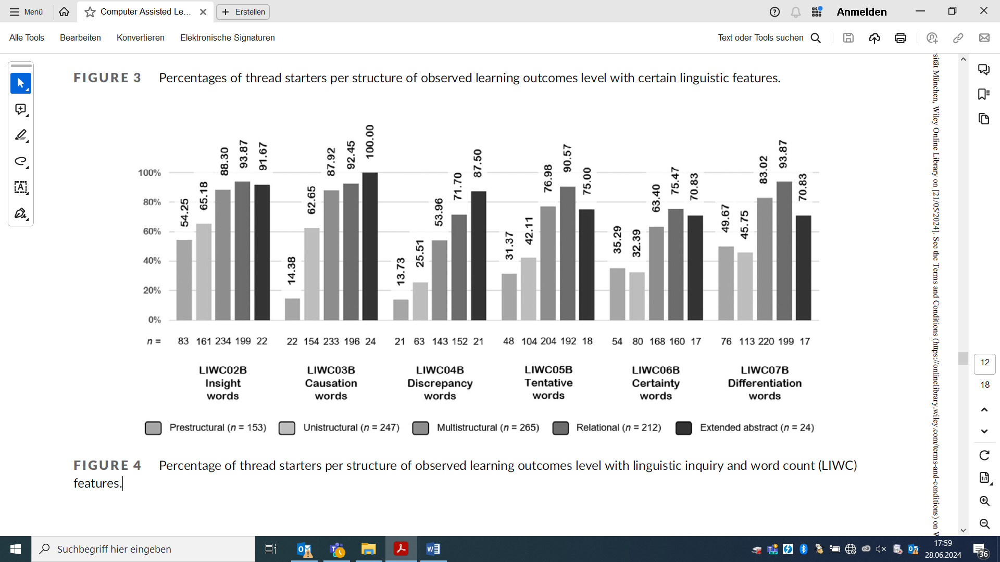 Menü
Computer Assisted Le...
Erstellen
Anmelden
Alle Tools
Bearbeiten
Konvertieren
Elektronische Signaturen
Text oder Tools suchen
FIGURE 3 Percentages of thread starters per structure of observed learning outcomes level with certain linguistic features.
100%
80%
60%
40%
20%
0%
54.25 65.18 88.30 93.87 91.67
14.38 62.65 87.92 92.45 100.00
13.73 25.51 53.96 71.70 87.50
31.37 42.11 76.98 90.57 75.00
35.29 32.39 63.40 75.47 70.83
49.67 45.75 83.02 93.87 70.83
n = 83 161 234 199 22 22 154 233 196 24 21 63 143 152 21 48 104 204 192 18 54 80 168 160 17 76 113 220 199 17
LIWC02B
Insight
words
LIWC03B
Causation
words
LIWC04B
Discrepancy
words
LIWC05B
Tentative
words
LIWC06B
Certainty
words
LIWC07B
Differentiation
words
Prestructural (n = 153) Unistructural (n = 247) Multistructural (n = 265) Relational (n = 212) Extended abstract (n = 24)
FIGURE 4 Percentage of thread starters per structure of observed learning outcomes level with linguistic inquiry and word count (LIWC)
features.
sität München, Wiley Online Library on [21/05/2024]. See the Terms and Conditions (https://onlinelibrary.wiley.com/terms-and-conditions) on W
12
18
1:1
Suchbegriff hier eingeben
17:59
28.06.2024
36